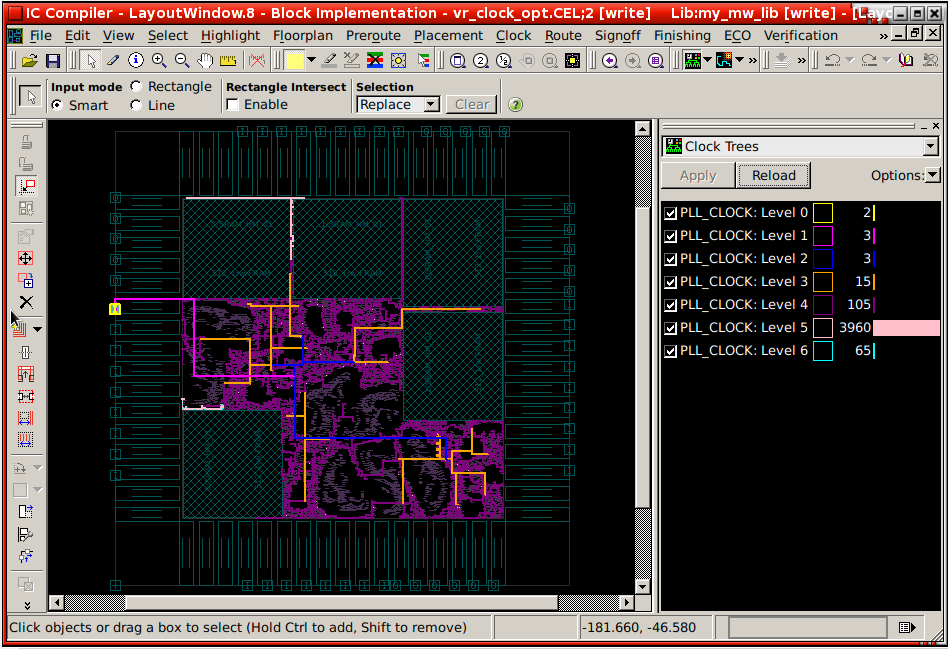 IC Compiler - LayoutWindow.8 - Block Implementation - vr_clock_opt.CEL;2 [write]    Lib:my_mw_lib [write] - [Layo
File Edit View Select Highlight Floorplan Preroute Placement Clock Route Signoff Finishing ECO Verification »
Input mode Rectangle Rectangle Intersect Selection
Smart Line Enable Replace Clear
Clock Trees
Apply Reload Options:
PLL_CLOCK: Level 0 2
PLL_CLOCK: Level 1 3
PLL_CLOCK: Level 2 3
PLL_CLOCK: Level 3 15
PLL_CLOCK: Level 4 105
PLL_CLOCK: Level 5 3960
PLL_CLOCK: Level 6 65
Click objects or drag a box to select (Hold Ctrl to add, Shift to remove) -181.660, -46.580